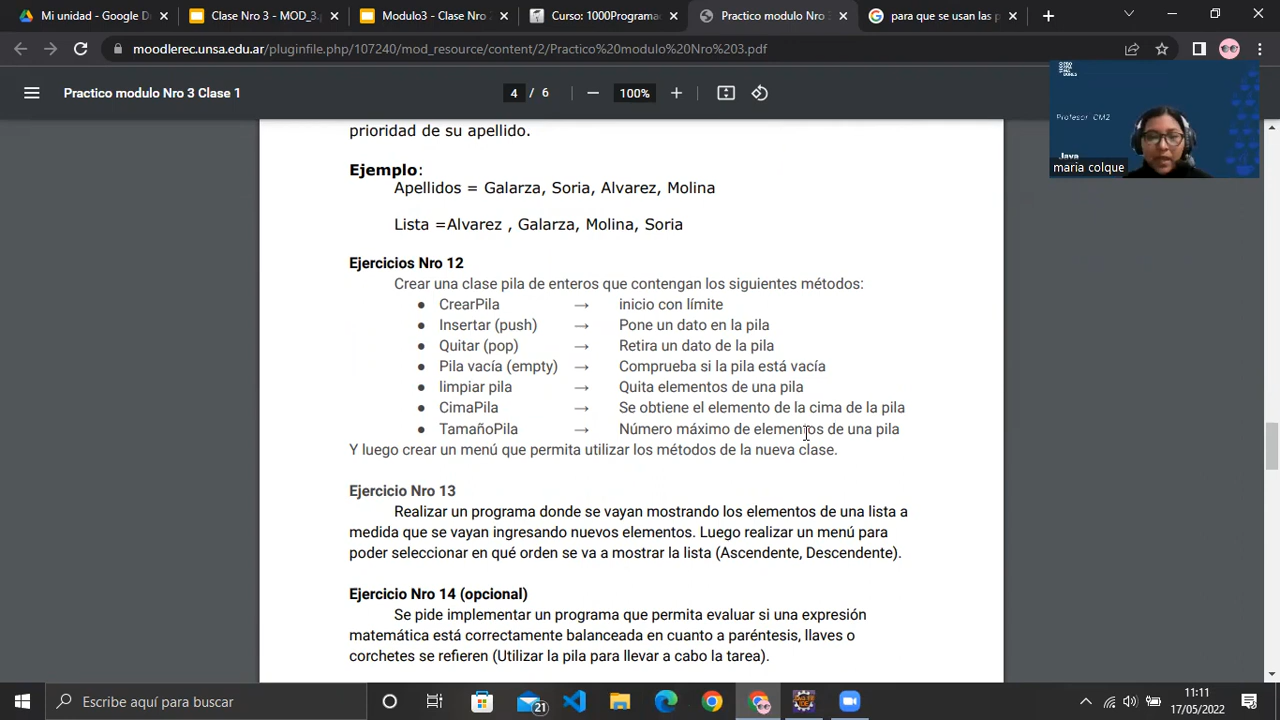 Mi unidad - Google D
Clase Nro 3 - MOD_3.
Modulo3 - Clase Nro 2
Curso: 1000Programa
Practico modulo Nro 3
para que se usan las p
moodlerec.unsa.edu.ar/pluginfile.php/107240/mod_resource/content/2/Practico%20modulo%20Nro%203.pdf
Practico modulo Nro 3 Clase 1
4 / 6
100%
Profesor CM2
Java
maria colque
prioridad de su apellido.
Ejemplo:
Apellidos = Galarza, Soria, Alvarez, Molina
Lista =Alvarez , Galarza, Molina, Soria
Ejercicios Nro 12
Crear una clase pila de enteros que contengan los siguientes métodos:
● CrearPila → inicio con límite
● Insertar (push) → Pone un dato en la pila
● Quitar (pop) → Retira un dato de la pila
● Pila vacía (empty) → Comprueba si la pila está vacía
● limpiar pila → Quita elementos de una pila
● CimaPila → Se obtiene el elemento de la cima de la pila
● TamañoPila → Número máximo de elementos de una pila
Y luego crear un menú que permita utilizar los métodos de la nueva clase.
Ejercicio Nro 13
Realizar un programa donde se vayan mostrando los elementos de una lista a
medida que se vayan ingresando nuevos elementos. Luego realizar un menú para
poder seleccionar en qué orden se va a mostrar la lista (Ascendente, Descendente).
Ejercicio Nro 14 (opcional)
Se pide implementar un programa que permita evaluar si una expresión
matemática está correctamente balanceada en cuanto a paréntesis, llaves o
corchetes se refieren (Utilizar la pila para llevar a cabo la tarea).
Escribe aquí para buscar
21
11:11
17/05/2022